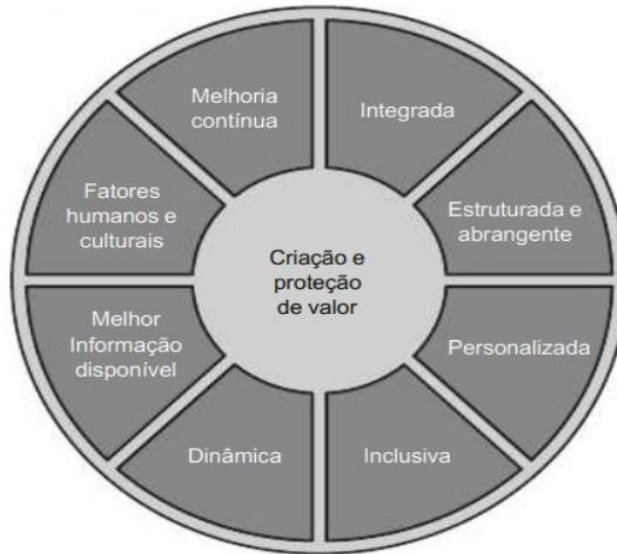 Melhoria
contínua
Integrada
Estruturada e
abrangente
Personalizada
Inclusiva
Dinâmica
Melhor
Informação
disponível
Fatores
humanos e
culturais
Criação e
proteção
de valor